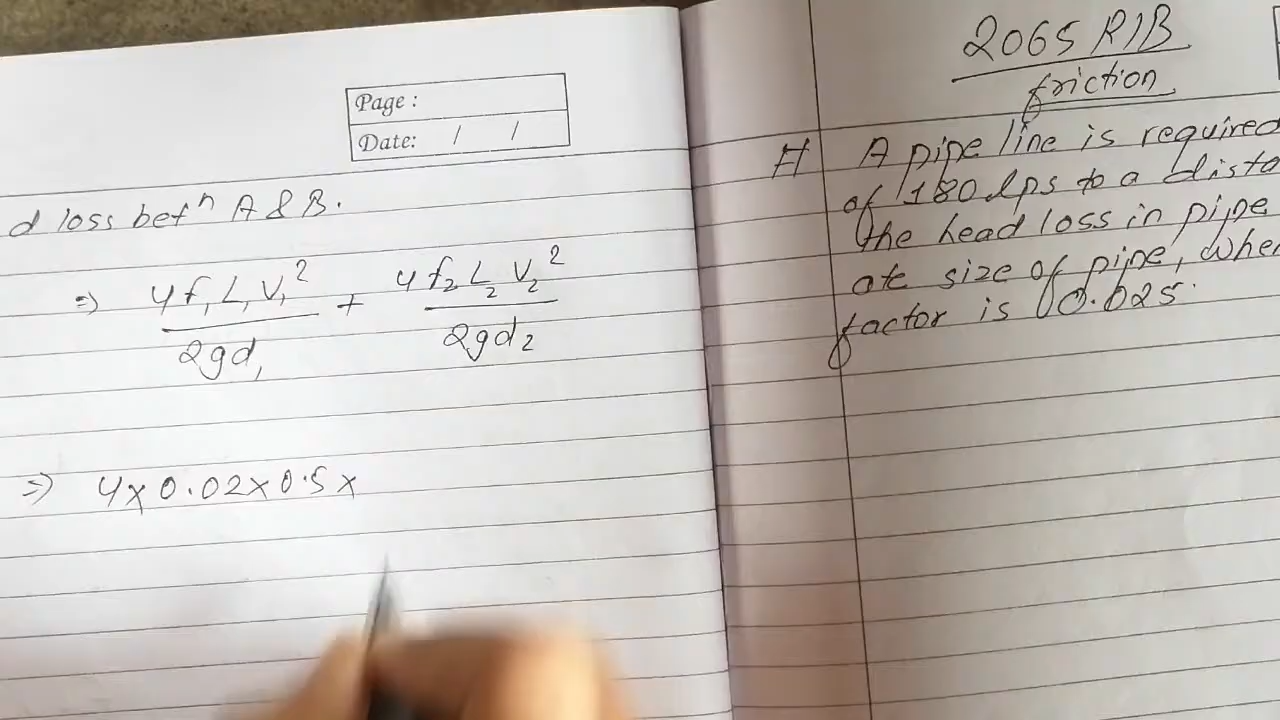 Page :
Date: / /
d loss betⁿ A & B.
⇒ 4f₁L₁V₁² / 2gd₁ + 4f₂L₂V₂² / 2gd₂
⇒ 4×0.02×0.5×
2065 R/B
friction
# A pipe line is required
of 180 lps to a dista
the head loss in pipe
ate size of pipe, when
factor is 0.025.